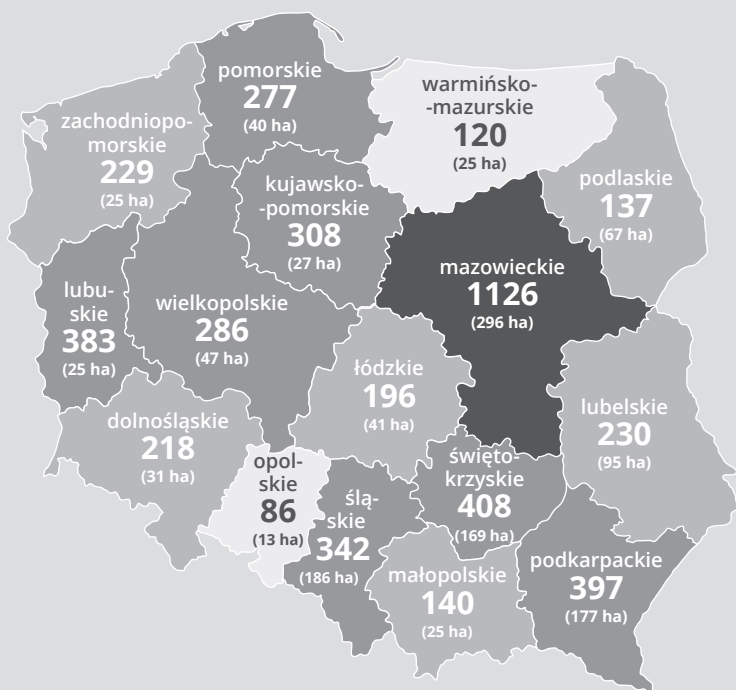 pomorskie
277
(40 ha)
warmińsko-
-mazurskie
120
(25 ha)
zachodniopo-
morskie
229
(25 ha)
podlaskie
137
(67 ha)
kujawsko-
-pomorskie
308
(27 ha)
mazowieckie
1126
(296 ha)
lubu-
skie
383
(25 ha)
wielkopolskie
286
(47 ha)
łódzkie
196
(41 ha)
lubelskie
230
(95 ha)
dolnośląskie
218
(31 ha)
opol-
skie
86
(13 ha)
ślą-
skie
342
(186 ha)
święto-
krzyskie
408
(169 ha)
małopolskie
140
(25 ha)
podkarpackie
397
(177 ha)